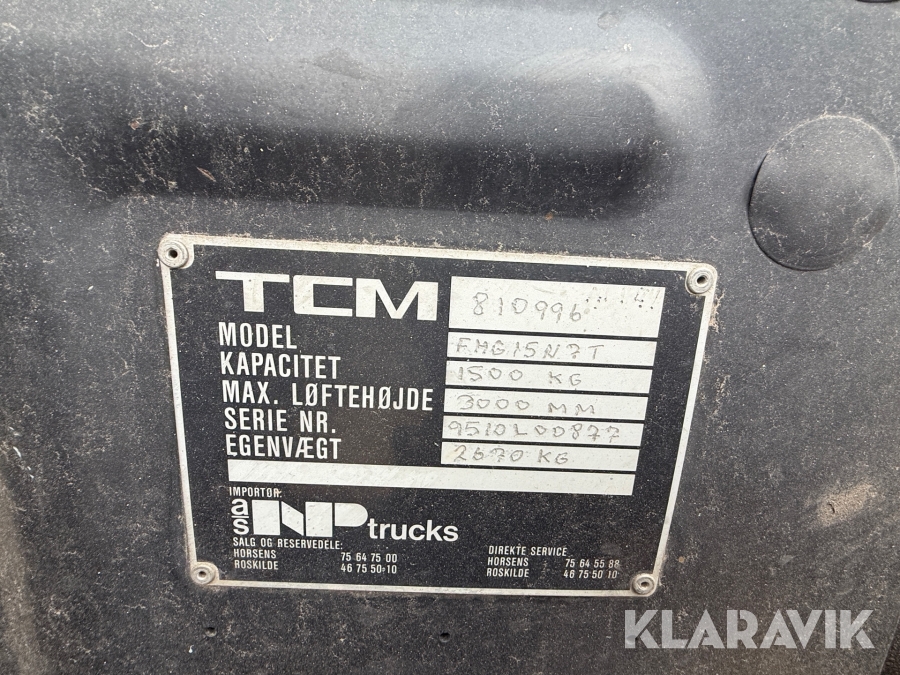 TCM 810996
MODEL FHG15N7T
KAPACITET 1500 KG
MAX. LØFTEHØJDE 3000 MM
SERIE NR. 9510L00877
EGENVÆGT 2670 KG
IMPORTØR:
a/s NP trucks
SALG OG RESERVEDELE:
HORSENS 75 64 75 00
ROSKILDE 46 75 50 10
DIREKTE SERVICE
HORSENS 75 64 55 88
ROSKILDE 46 75 50 10
KLARAVIK